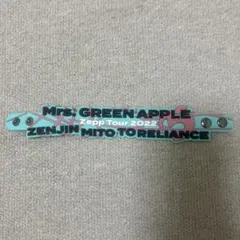 Mrs. GREEN APPLE
Zepp Tour 2022
ZENJIN MITO TO RELIANCE